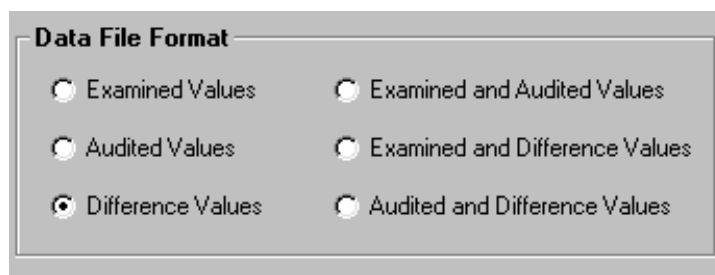 Data File Format
Examined Values
Examined and Audited Values
Audited Values
Examined and Difference Values
Difference Values
Audited and Difference Values